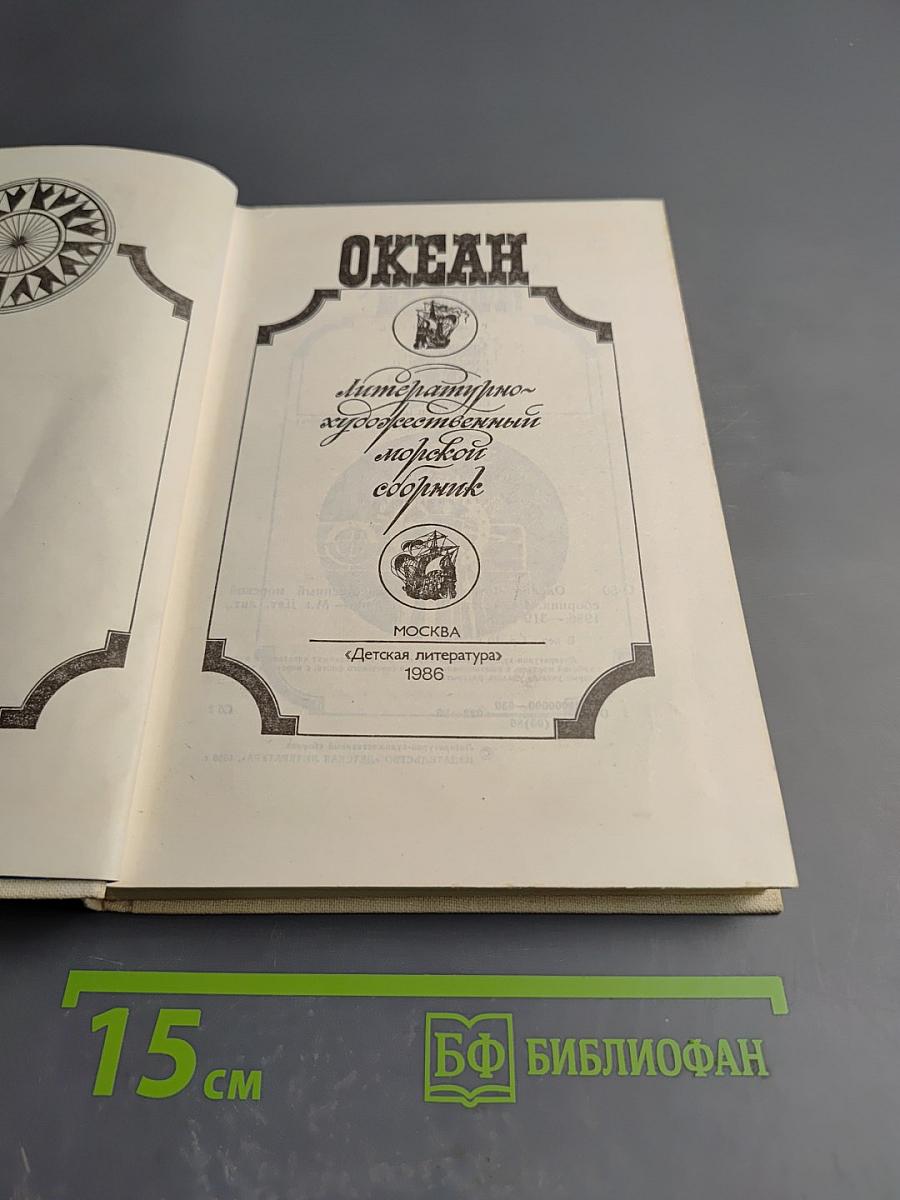 ОКЕАН
Литературно-
художественный
морской
сборник
МОСКВА
«Детская литература»
1986
15 см
БФ БИБЛИОФАН